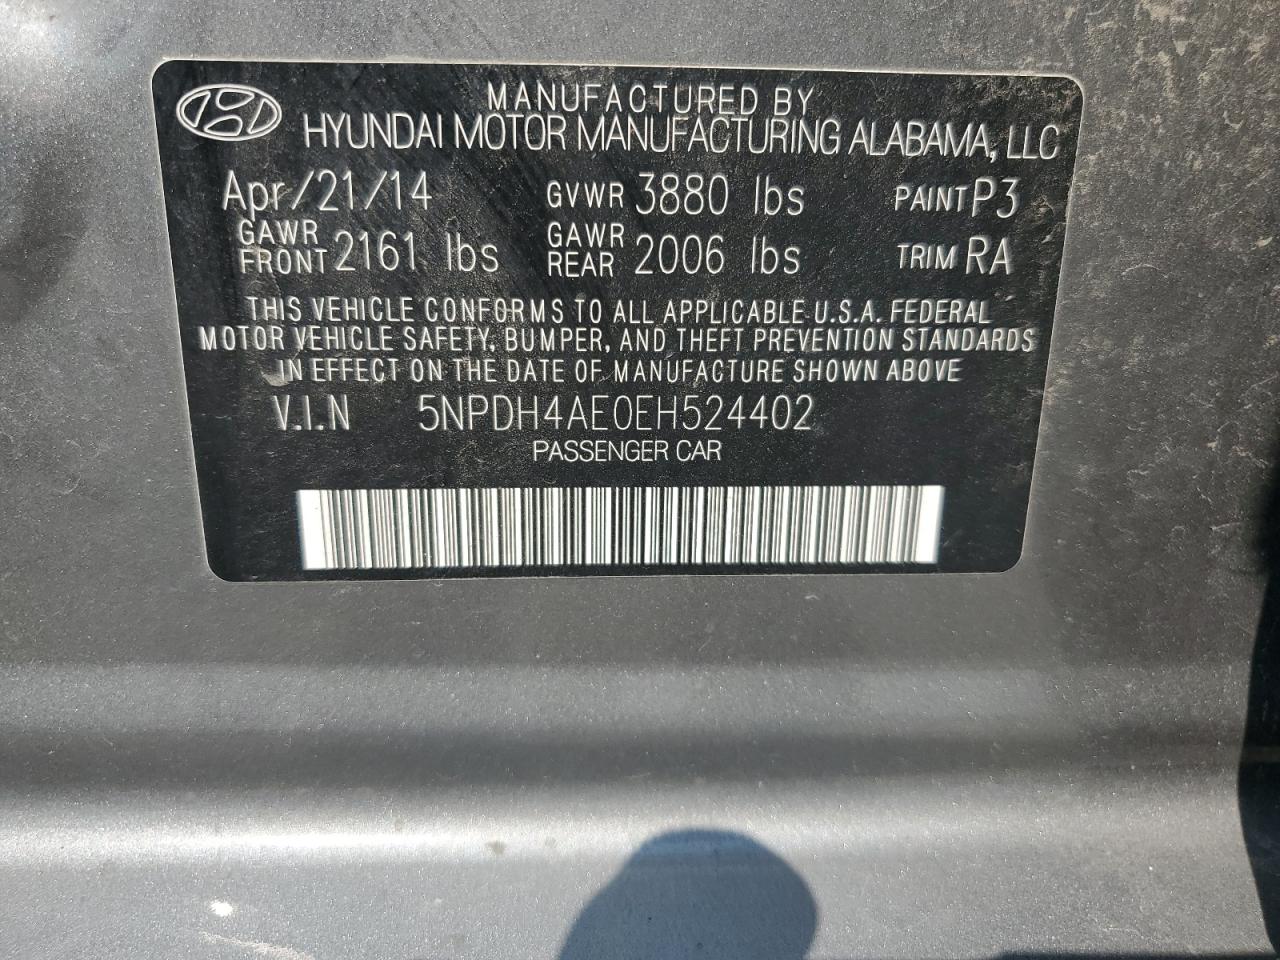 MANUFACTURED BY
HYUNDAI MOTOR MANUFACTURING ALABAMA, LLC
Apr/21/14 GVWR 3880 lbs PAINT P3
GAWR FRONT 2161 lbs GAWR REAR 2006 lbs TRIM RA
THIS VEHICLE CONFORMS TO ALL APPLICABLE U.S.A. FEDERAL
MOTOR VEHICLE SAFETY, BUMPER, AND THEFT PREVENTION STANDARDS
IN EFFECT ON THE DATE OF MANUFACTURE SHOWN ABOVE
V.I.N 5NPDH4AE0EH524402
PASSENGER CAR